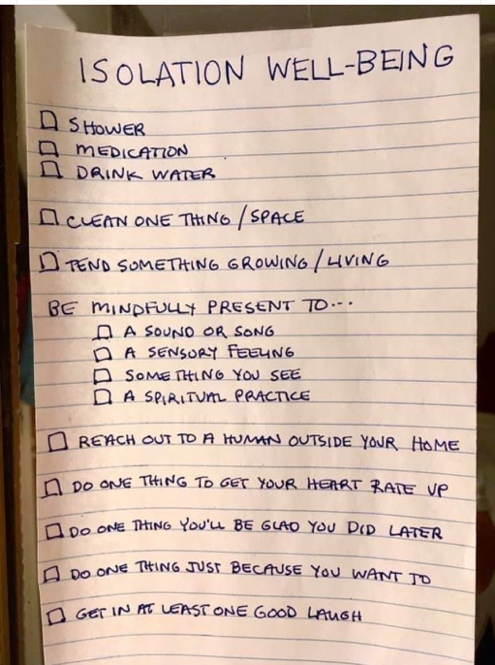 ISOLATION WELL-BEING
SHOWER
MEDICATION
DRINK WATER
CLEAN ONE THING / SPACE
TEND SOMETHING GROWING / LIVING
BE MINDFULLY PRESENT TO...
A SOUND OR SONG
A SENSORY FEELING
SOMETHING YOU SEE
A SPIRITUAL PRACTICE
REACH OUT TO A HUMAN OUTSIDE YOUR HOME
DO ONE THING TO GET YOUR HEART RATE UP
DO ONE THING YOU'LL BE GLAD YOU DID LATER
DO ONE THING JUST BECAUSE YOU WANT TO
GET IN AT LEAST ONE GOOD LAUGH